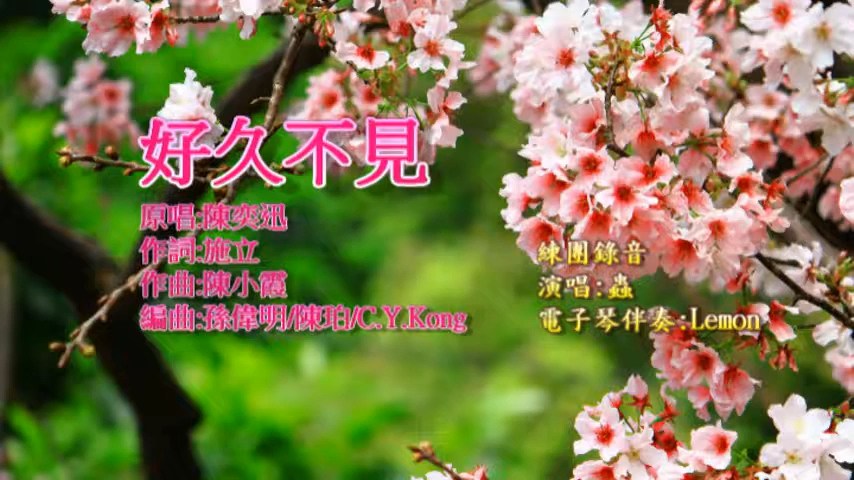 好久不見
原唱:陳奕迅
作詞:施立
作曲:陳小霞
編曲:孫偉明/陳珀/C.Y.Kong
練團錄音
演唱:蟲
電子琴伴奏:Lemon